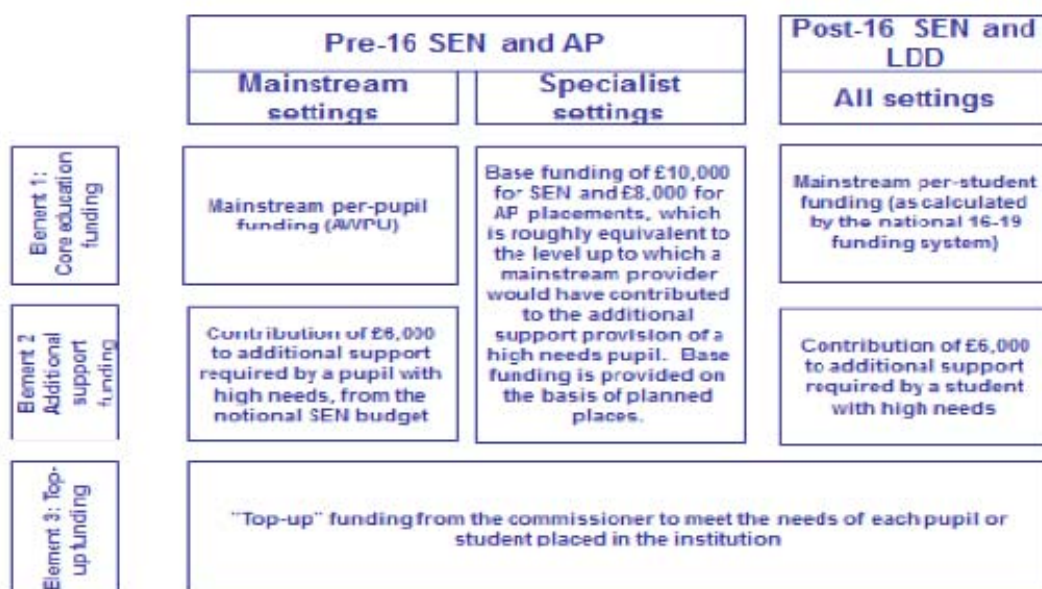 Pre-16 SEN and AP
Post-16 SEN and
LDD
Mainstream
settings
Specialist
settings
All settings
Element 1:
Core education
funding
Mainstream per-pupil
funding (AWPU)
Base funding of £10,000
for SEN and £8,000 for
AP placements, which
is roughly equivalent to
the level up to which a
mainstream provider
would have contributed
to the additional
support provision of a
high needs pupil. Base
funding is provided on
the basis of planned
places.
Mainstream per-student
funding (as calculated
by the national 16-19
funding system)
Element 2
Additional
support
funding
Contribution of £6,000
to additional support
required by a pupil with
high needs, from the
notional SEN budget
Contribution of £6,000
to additional support
required by a student
with high needs
Element 3: Top-
up funding
"Top-up" funding from the commissioner to meet the needs of each pupil or
student placed in the institution